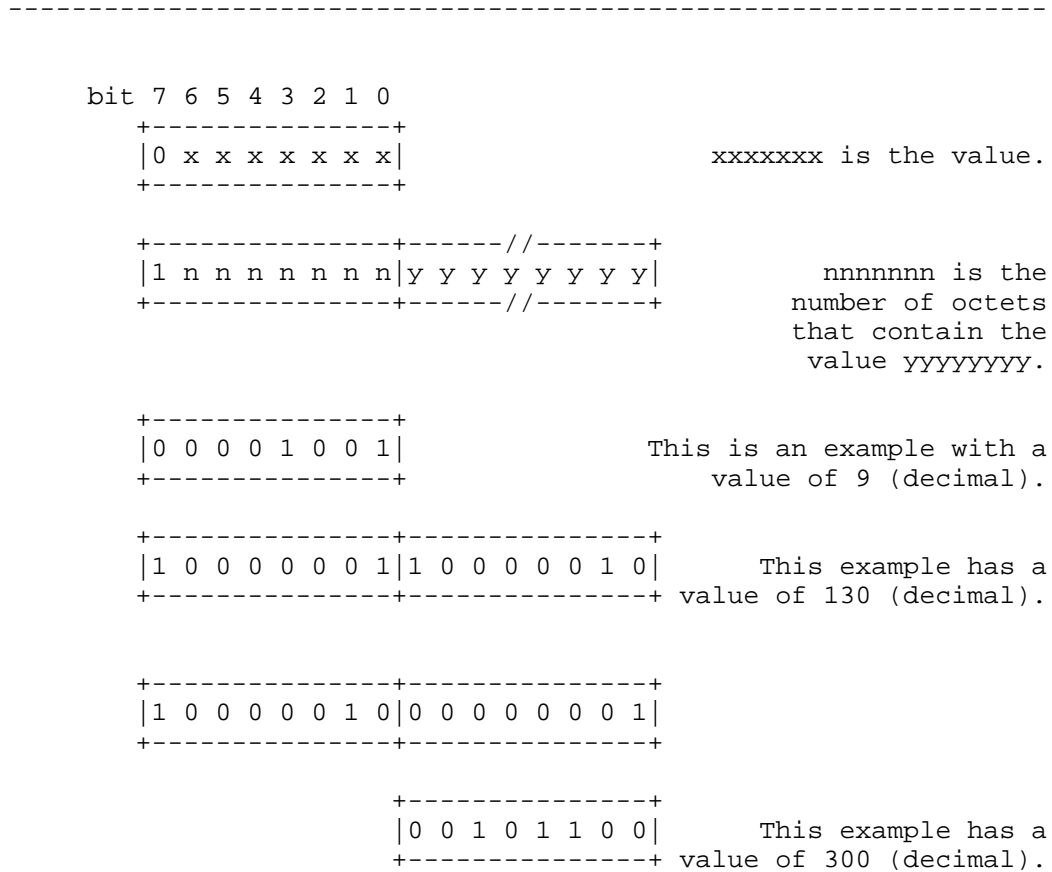 -----------------------------------------------------------------
bit 7 6 5 4 3 2 1 0
+---------------+
|0 x x x x x x x| xxxxxxx is the value.
+---------------+
+---------------+------//-------+
|1 n n n n n n n|y y y y y y y y| nnnnnnn is the
+---------------+------//-------+ number of octets
that contain the
value yyyyyyyy.
+---------------+
|0 0 0 0 1 0 0 1| This is an example with a
+---------------+ value of 9 (decimal).
+---------------+---------------+
|1 0 0 0 0 0 0 1|1 0 0 0 0 0 1 0| This example has a
+---------------+---------------+ value of 130 (decimal).
+---------------+---------------+
|1 0 0 0 0 0 1 0|0 0 0 0 0 0 0 1|
+---------------+---------------+
+---------------+
|0 0 1 0 1 1 0 0| This example has a
+---------------+ value of 300 (decimal).